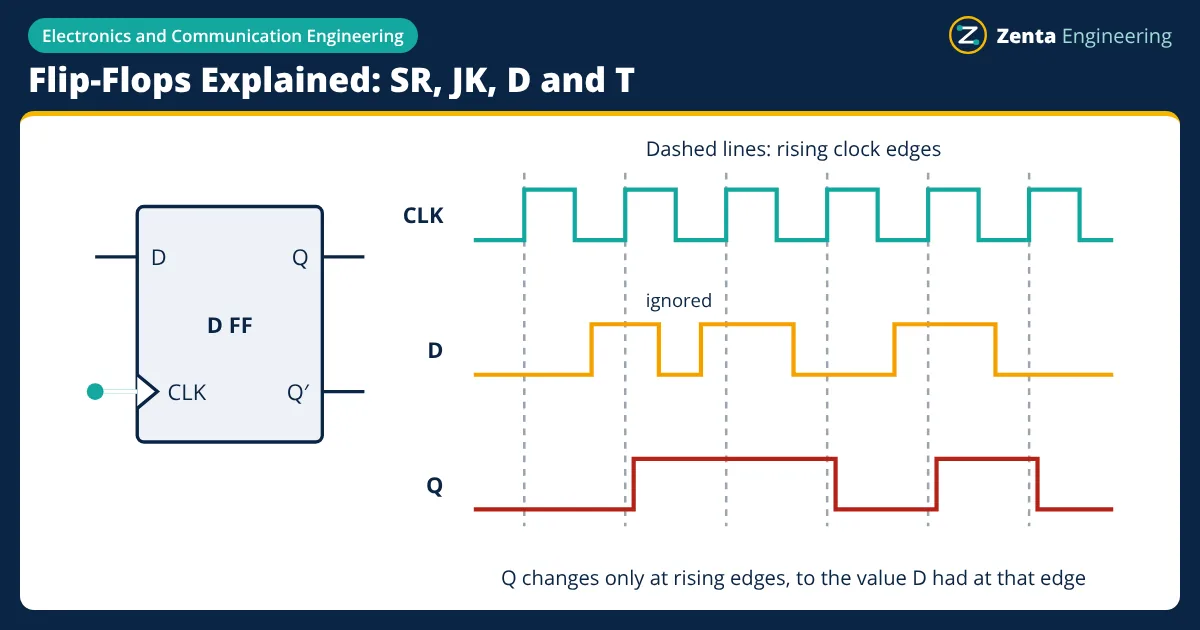 Electronics and Communication Engineering
Zenta Engineering
Flip-Flops Explained: SR, JK, D and T
Dashed lines: rising clock edges
CLK
D Q
ignored
D FF
D
CLK Q′
Q
Q changes only at rising edges, to the value D had at that edge